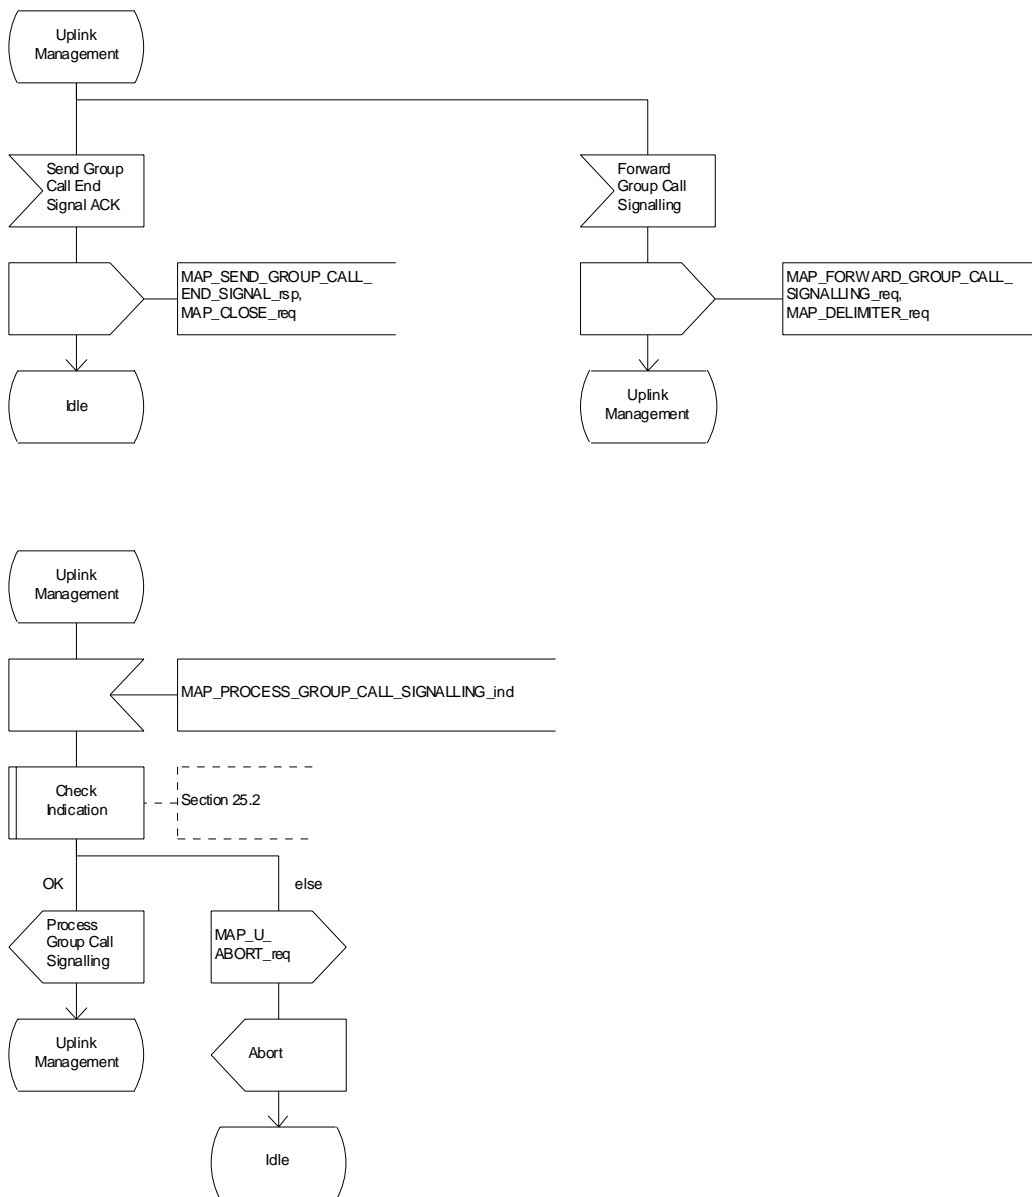 Uplink
Management
Send Group
Call End
Signal ACK
Forward
Group Call
Signalling
MAP_SEND_GROUP_CALL_
END_SIGNAL_rsp,
MAP_CLOSE_req
MAP_FORWARD_GROUP_CALL_
SIGNALLING_req,
MAP_DELIMITER_req
Idle
Uplink
Management
Uplink
Management
MAP_PROCESS_GROUP_CALL_SIGNALLING_ind
Check
Indication
Section 25.2
OK
else
Process
Group Call
Signalling
MAP_U_
ABORT_req
Uplink
Management
Abort
Idle